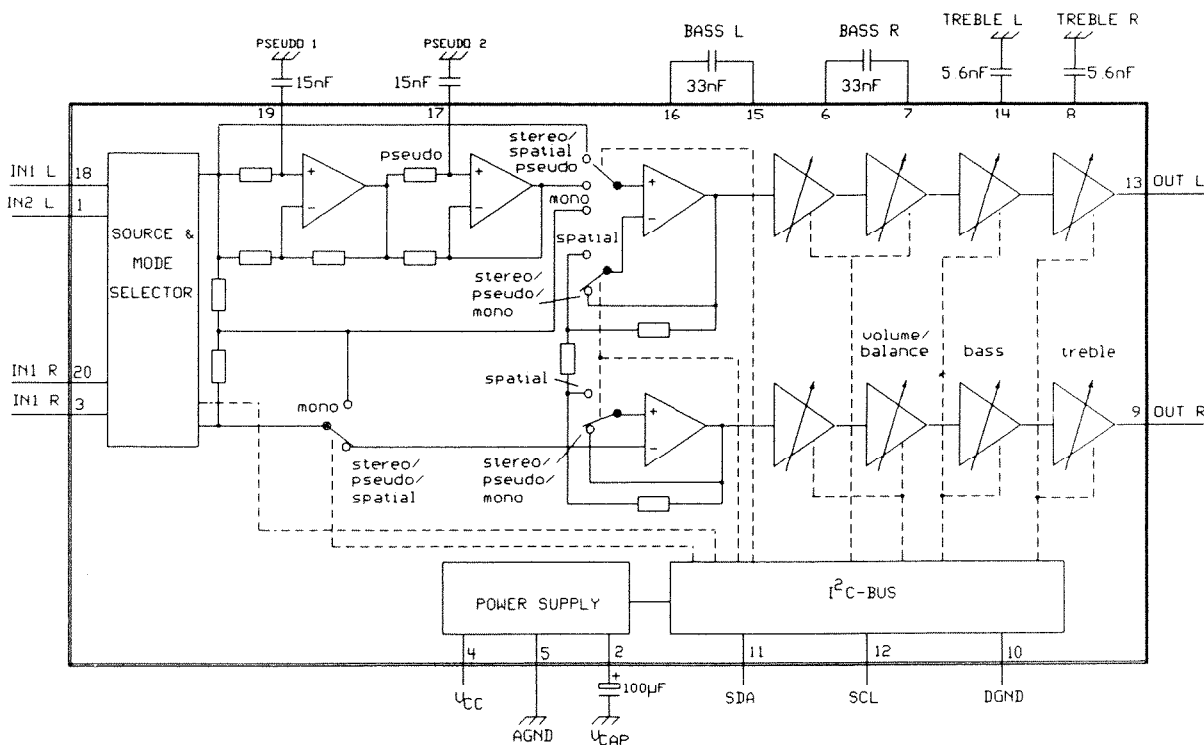 TREBLE L TREBLE R
PSEUDO 1 PSEUDO 2 BASS L BASS R
15nF 15nF 33nF 33nF 5.6nF 5.6nF
19 17 16 15 6 7 14 8
stereo/
spatial
pseudo
pseudo
IN1 L 18
IN2 L 1
+ - + - + -
13 OUT L
mono
SOURCE &
MODE
SELECTOR
spatial
stereo/
pseudo/
mono
volume/
balance bass treble
IN1 R 20
IN1 R 3
spatial
mono
+ -
9 OUT R
stereo/
pseudo/
spatial
stereo/
pseudo/
mono
POWER SUPPLY
I²C-BUS
4 5 2 11 12 10
+
100µF
VCC
AGND
VCAP
SDA SCL DGND